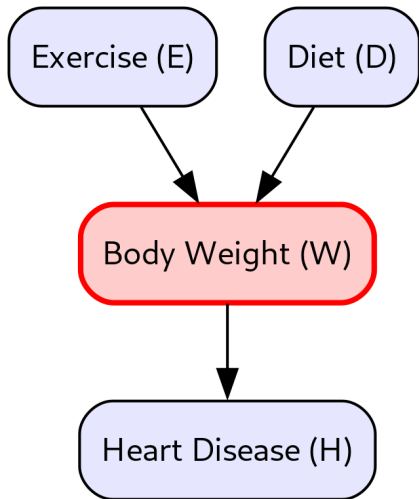 Exercise (E)
Diet (D)
Body Weight (W)
Heart Disease (H)